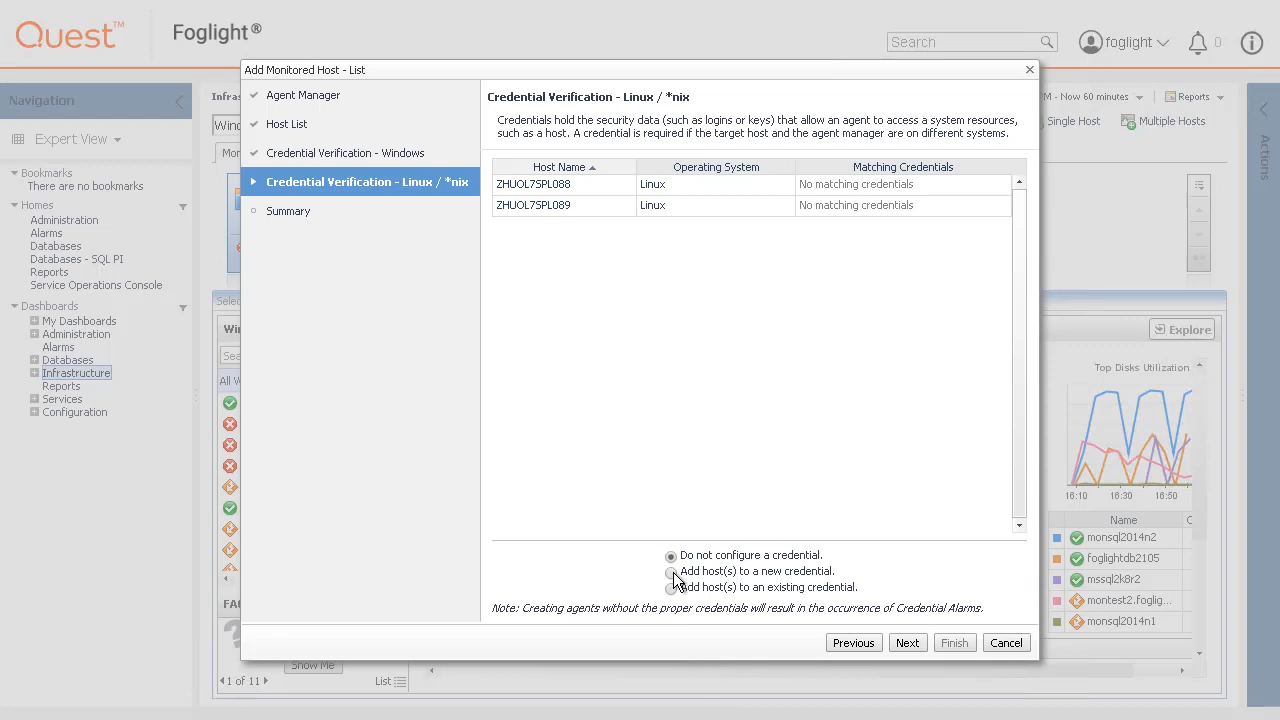 Quest™
Foglight®
Search
foglight
0
Navigation
Expert View
Bookmarks
There are no bookmarks
Homes
Administration
Alarms
Databases
Databases - SQL PI
Reports
Service Operations Console
Dashboards
My Dashboards
Administration
Alarms
Databases
Infrastructure
Reports
Services
Configuration
Add Monitored Host - List
Agent Manager
Host List
Credential Verification - Windows
Credential Verification - Linux / *nix
Summary
Credential Verification - Linux / *nix
Credentials hold the security data (such as logins or keys) that allow an agent to access a system resources,
such as a host. A credential is required if the target host and the agent manager are on different systems.
Host Name Operating System Matching Credentials
ZHUOL7SPL088 Linux No matching credentials
ZHUOL7SPL089 Linux No matching credentials
Do not configure a credential.
Add host(s) to a new credential.
Add host(s) to an existing credential.
Note: Creating agents without the proper credentials will result in the occurrence of Credential Alarms.
Previous Next Finish Cancel
Now 60 minutes
Reports
Single Host
Multiple Hosts
Actions
Explore
Top Disks Utilization
16:10 16:30 16:50
Name
monsql2014n2
foglightdb2105
mssql2k8r2
montest2.foglig...
monsql2014n1
Show Me
1 of 11
List